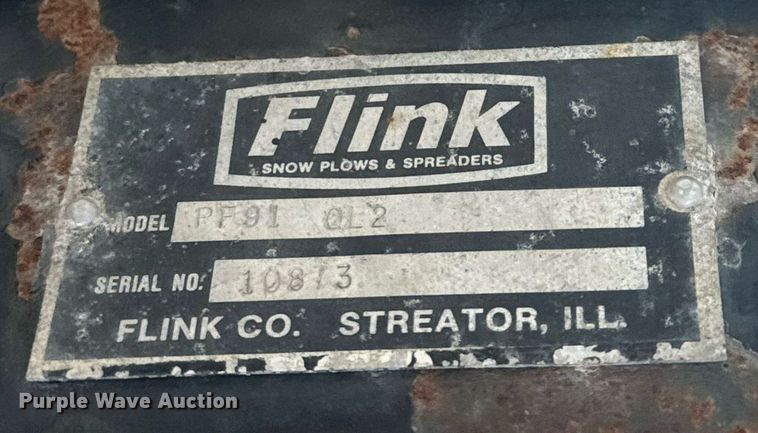 Flink
SNOW PLOWS & SPREADERS
MODEL PF91 QL2
SERIAL NO. 10873
FLINK CO. STREATOR, ILL.
Purple Wave Auction